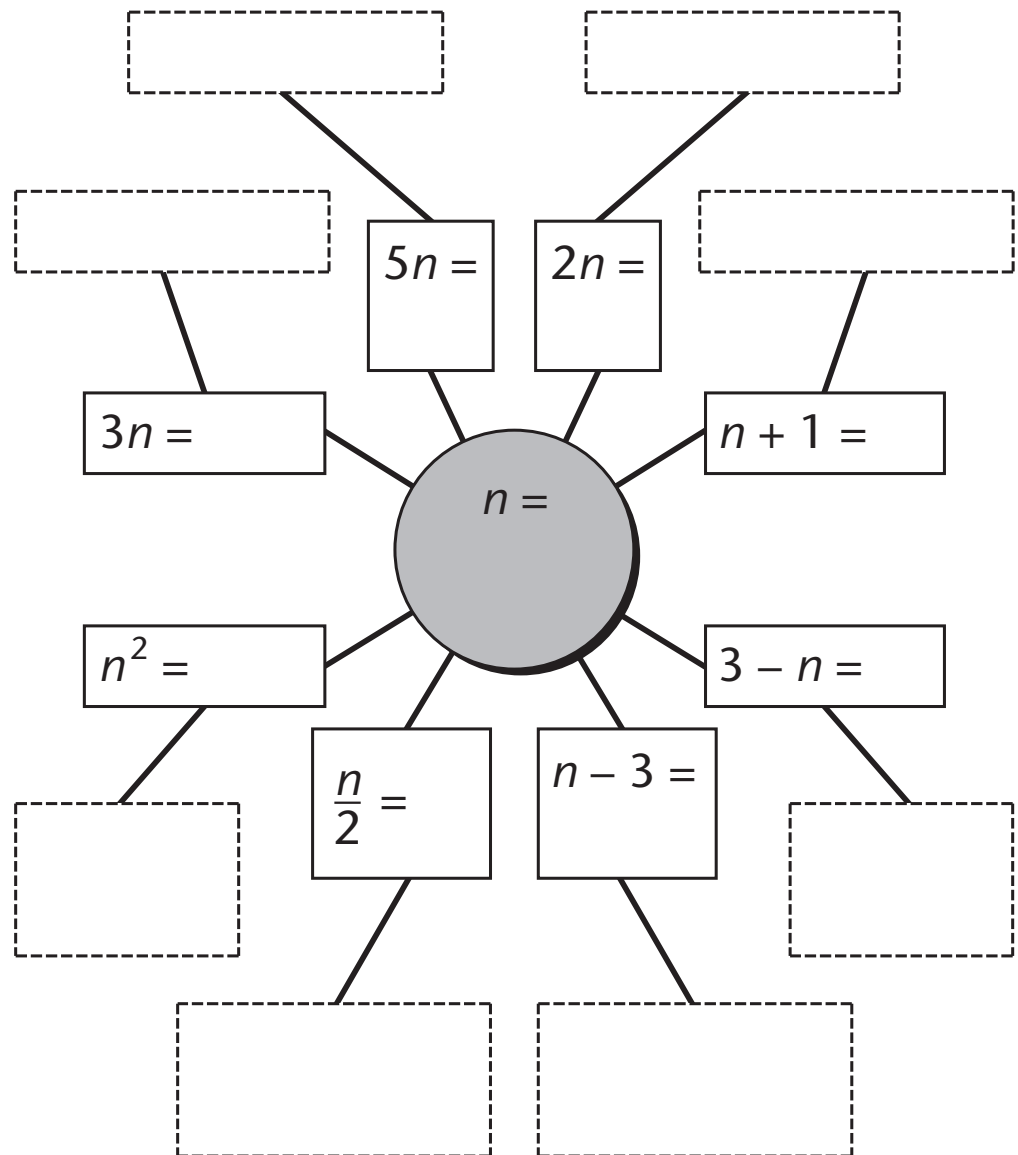 5n =
2n =
3n =
n + 1 =
n =
n² =
3 – n =
n/2 =
n – 3 =